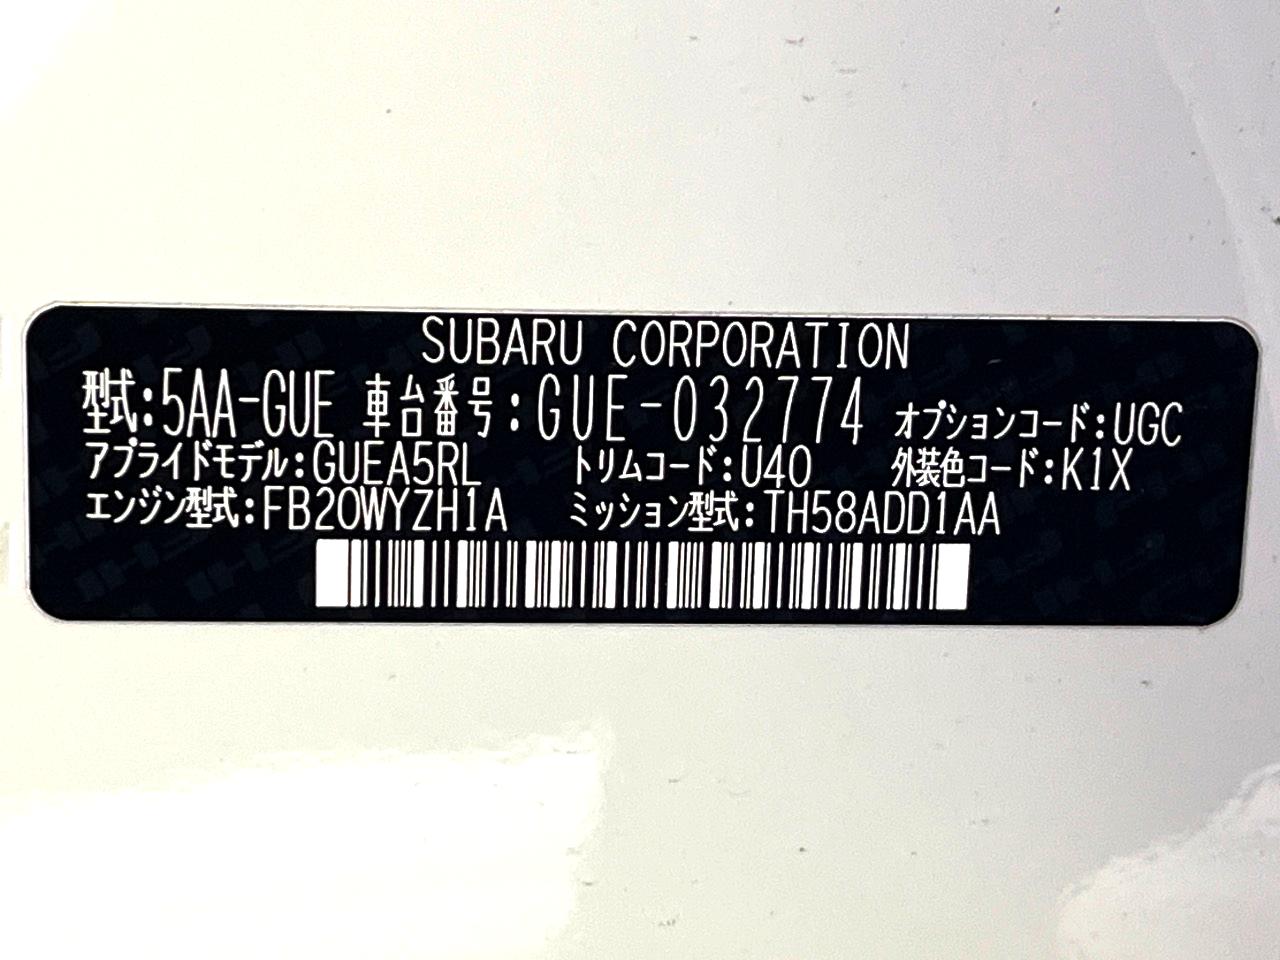 SUBARU CORPORATION
型式:5AA-GUE 車台番号:GUE-032774 オプションコード:UGC
アプライドモデル:GUEA5RL トリムコード:U40 外装色コード:K1X
エンジン型式:FB20WYZH1A ミッション型式:TH58ADD1AA